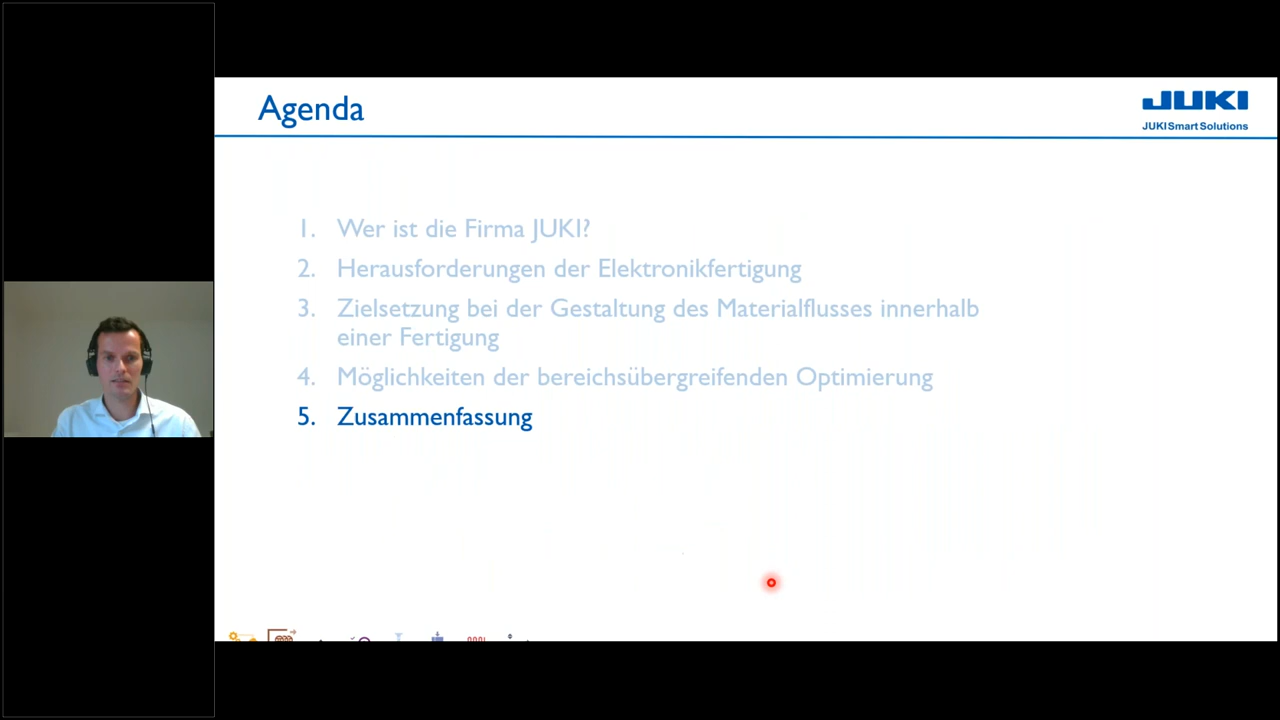 Agenda
JUKI
JUKI Smart Solutions
1. Wer ist die Firma JUKI?
2. Herausforderungen der Elektronikfertigung
3. Zielsetzung bei der Gestaltung des Materialflusses innerhalb
einer Fertigung
4. Möglichkeiten der bereichsübergreifenden Optimierung
5. Zusammenfassung